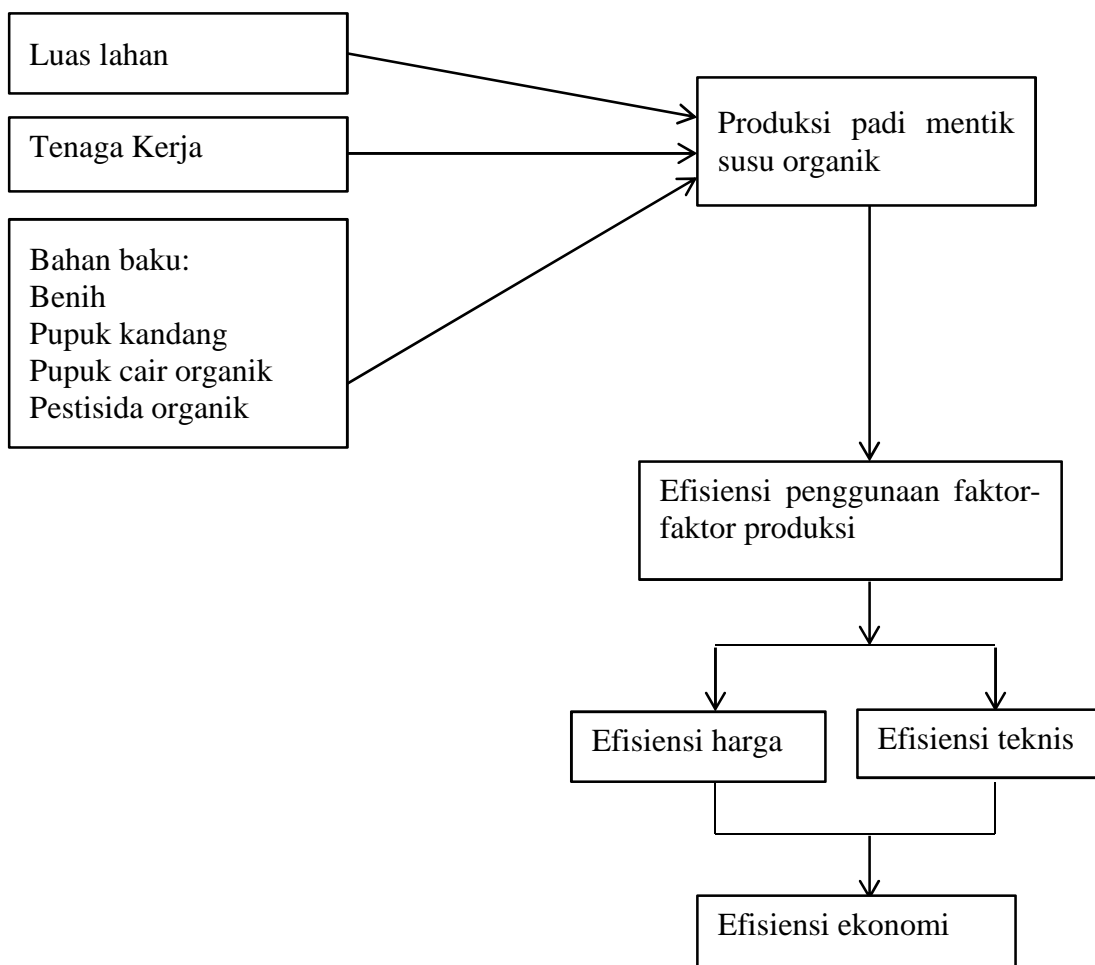 Luas lahan
Tenaga Kerja
Bahan baku:
Benih
Pupuk kandang
Pupuk cair organik
Pestisida organik
Produksi padi mentik
susu organik
Efisiensi penggunaan faktor-
faktor produksi
Efisiensi harga
Efisiensi teknis
Efisiensi ekonomi